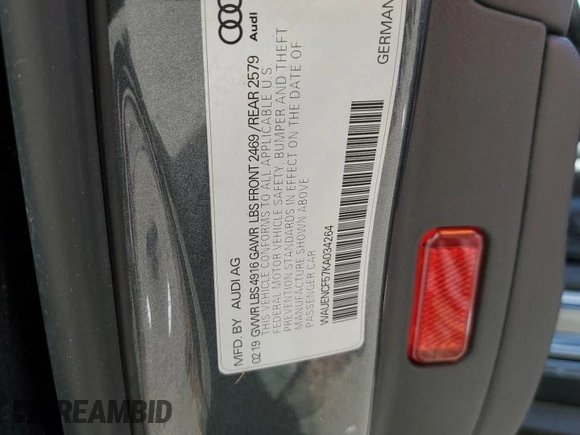 Audi
GERMAN
MFD. BY AUDI AG
02 19 GVWR LBS 4916 GAWR LBS FRONT 2469 /REAR 2579
THIS VEHICLE CONFORMS TO ALL APPLICABLE U.S
FEDERAL MOTOR VEHICLE SAFETY, BUMPER AND THEFT
PREVENTION STANDARDS IN EFFECT ON THE DATE OF
MANUFACTURE SHOWN ABOVE
PASSENGER CAR
WAUENCF57KA034264